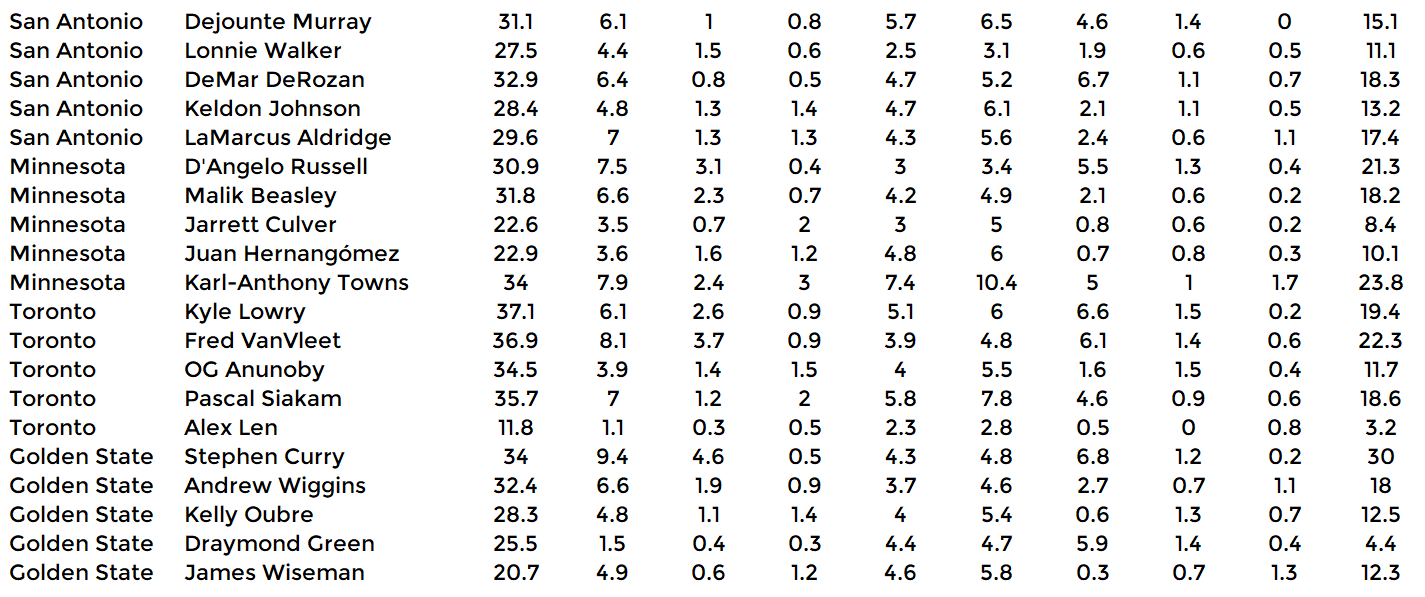 San Antonio Dejounte Murray 31.1 6.1 1 0.8 5.7 6.5 4.6 1.4 0 15.1
San Antonio Lonnie Walker 27.5 4.4 1.5 0.6 2.5 3.1 1.9 0.6 0.5 11.1
San Antonio DeMar DeRozan 32.9 6.4 0.8 0.5 4.7 5.2 6.7 1.1 0.7 18.3
San Antonio Keldon Johnson 28.4 4.8 1.3 1.4 4.7 6.1 2.1 1.1 0.5 13.2
San Antonio LaMarcus Aldridge 29.6 7 1.3 1.3 4.3 5.6 2.4 0.6 1.1 17.4
Minnesota D'Angelo Russell 30.9 7.5 3.1 0.4 3 3.4 5.5 1.3 0.4 21.3
Minnesota Malik Beasley 31.8 6.6 2.3 0.7 4.2 4.9 2.1 0.6 0.2 18.2
Minnesota Jarrett Culver 22.6 3.5 0.7 2 3 5 0.8 0.6 0.2 8.4
Minnesota Juan Hernangómez 22.9 3.6 1.6 1.2 4.8 6 0.7 0.8 0.3 10.1
Minnesota Karl-Anthony Towns 34 7.9 2.4 3 7.4 10.4 5 1 1.7 23.8
Toronto Kyle Lowry 37.1 6.1 2.6 0.9 5.1 6 6.6 1.5 0.2 19.4
Toronto Fred VanVleet 36.9 8.1 3.7 0.9 3.9 4.8 6.1 1.4 0.6 22.3
Toronto OG Anunoby 34.5 3.9 1.4 1.5 4 5.5 1.6 1.5 0.4 11.7
Toronto Pascal Siakam 35.7 7 1.2 2 5.8 7.8 4.6 0.9 0.6 18.6
Toronto Alex Len 11.8 1.1 0.3 0.5 2.3 2.8 0.5 0 0.8 3.2
Golden State Stephen Curry 34 9.4 4.6 0.5 4.3 4.8 6.8 1.2 0.2 30
Golden State Andrew Wiggins 32.4 6.6 1.9 0.9 3.7 4.6 2.7 0.7 1.1 18
Golden State Kelly Oubre 28.3 4.8 1.1 1.4 4 5.4 0.6 1.3 0.7 12.5
Golden State Draymond Green 25.5 1.5 0.4 0.3 4.4 4.7 5.9 1.4 0.4 4.4
Golden State James Wiseman 20.7 4.9 0.6 1.2 4.6 5.8 0.3 0.7 1.3 12.3